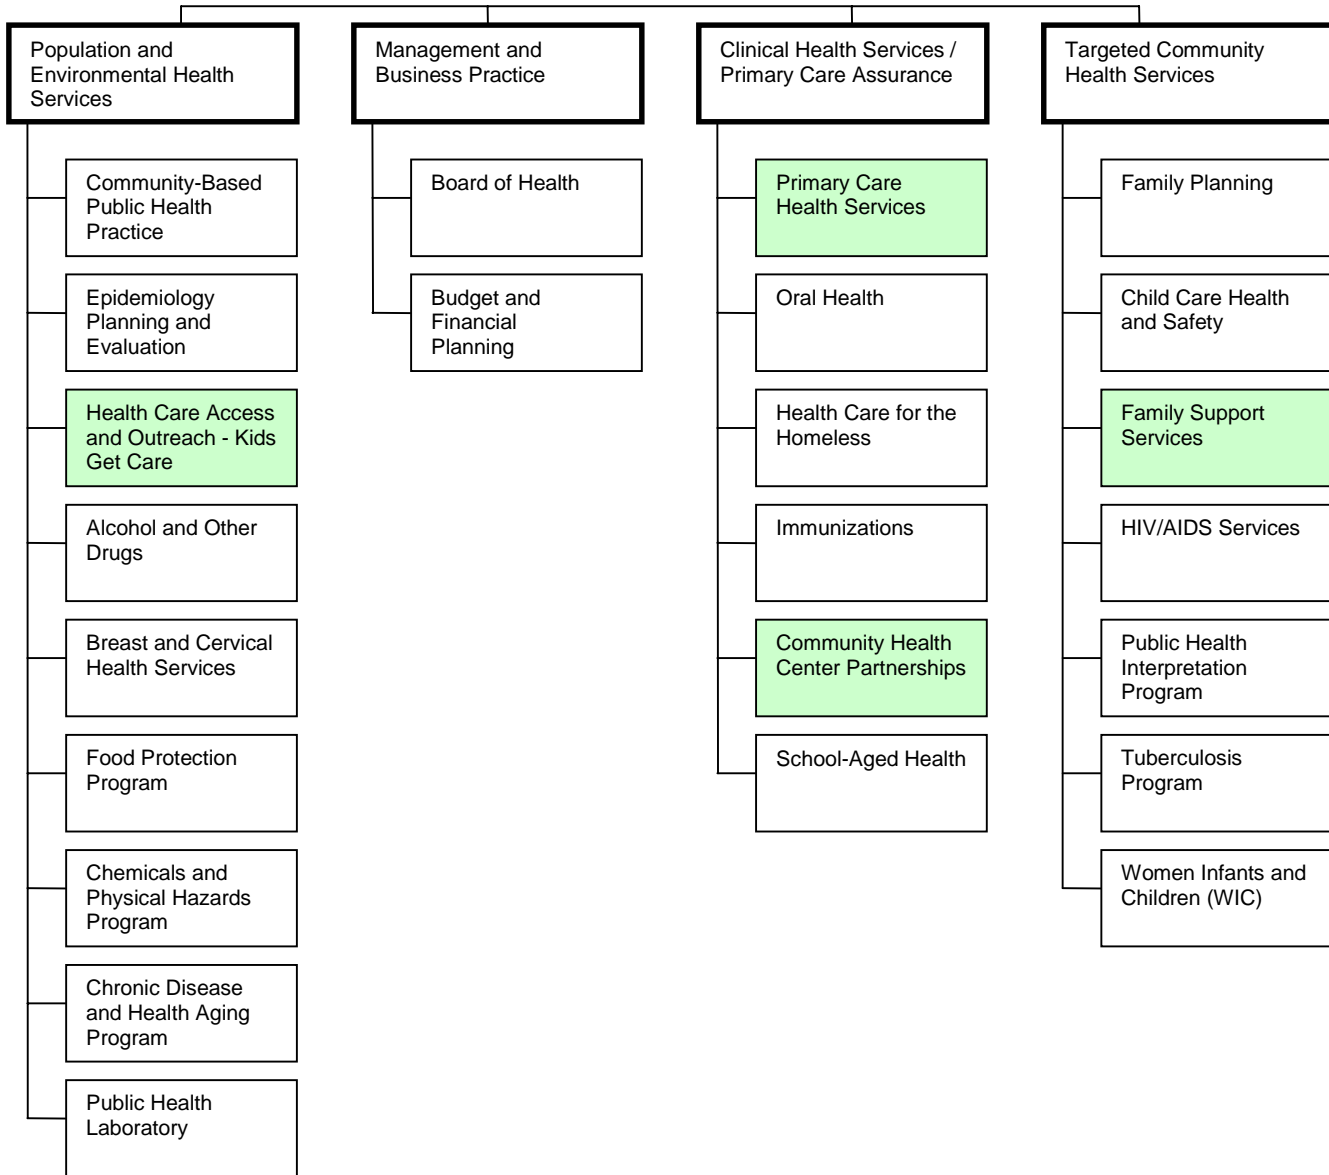 Population and
Environmental Health
Services
Community-Based
Public Health
Practice
Epidemiology
Planning and
Evaluation
Health Care Access
and Outreach - Kids
Get Care
Alcohol and Other
Drugs
Breast and Cervical
Health Services
Food Protection
Program
Chemicals and
Physical Hazards
Program
Chronic Disease
and Health Aging
Program
Public Health
Laboratory
Management and
Business Practice
Board of Health
Budget and
Financial
Planning
Clinical Health Services /
Primary Care Assurance
Primary Care
Health Services
Oral Health
Health Care for the
Homeless
Immunizations
Community Health
Center Partnerships
School-Aged Health
Targeted Community
Health Services
Family Planning
Child Care Health
and Safety
Family Support
Services
HIV/AIDS Services
Public Health
Interpretation
Program
Tuberculosis
Program
Women Infants and
Children (WIC)